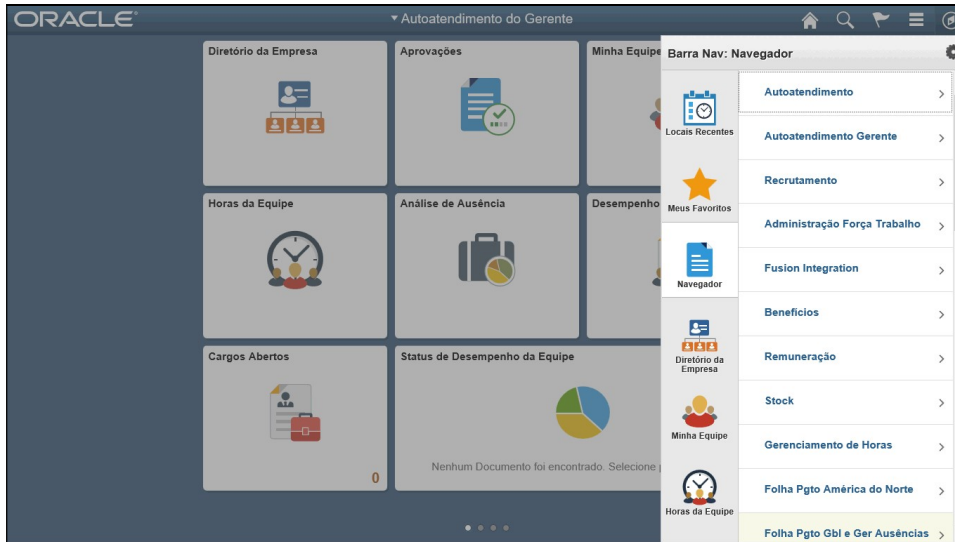 ORACLE
Autoatendimento do Gerente
Diretório da Empresa
Aprovações
Minha Equipe
Horas da Equipe
Análise de Ausência
Desempenho
Cargos Abertos
0
Status de Desempenho da Equipe
Nenhum Documento foi encontrado. Selecione
Barra Nav: Navegador
Locais Recentes
Meus Favoritos
Navegador
Diretório da
Empresa
Minha Equipe
Horas da Equipe
Autoatendimento
Autoatendimento Gerente
Recrutamento
Administração Força Trabalho
Fusion Integration
Benefícios
Remuneração
Stock
Gerenciamento de Horas
Folha Pgto América do Norte
Folha Pgto Gbl e Ger Ausências